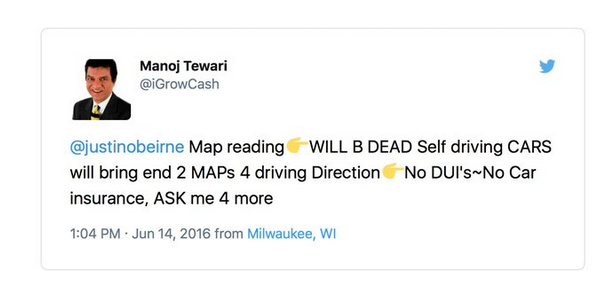 Manoj Tewari
@iGrowCash
@justinobeirne Map reading👉WILL B DEAD Self driving CARS
will bring end 2 MAPs 4 driving Direction👉No DUI's~No Car
insurance, ASK me 4 more
1:04 PM · Jun 14, 2016 from Milwaukee, WI